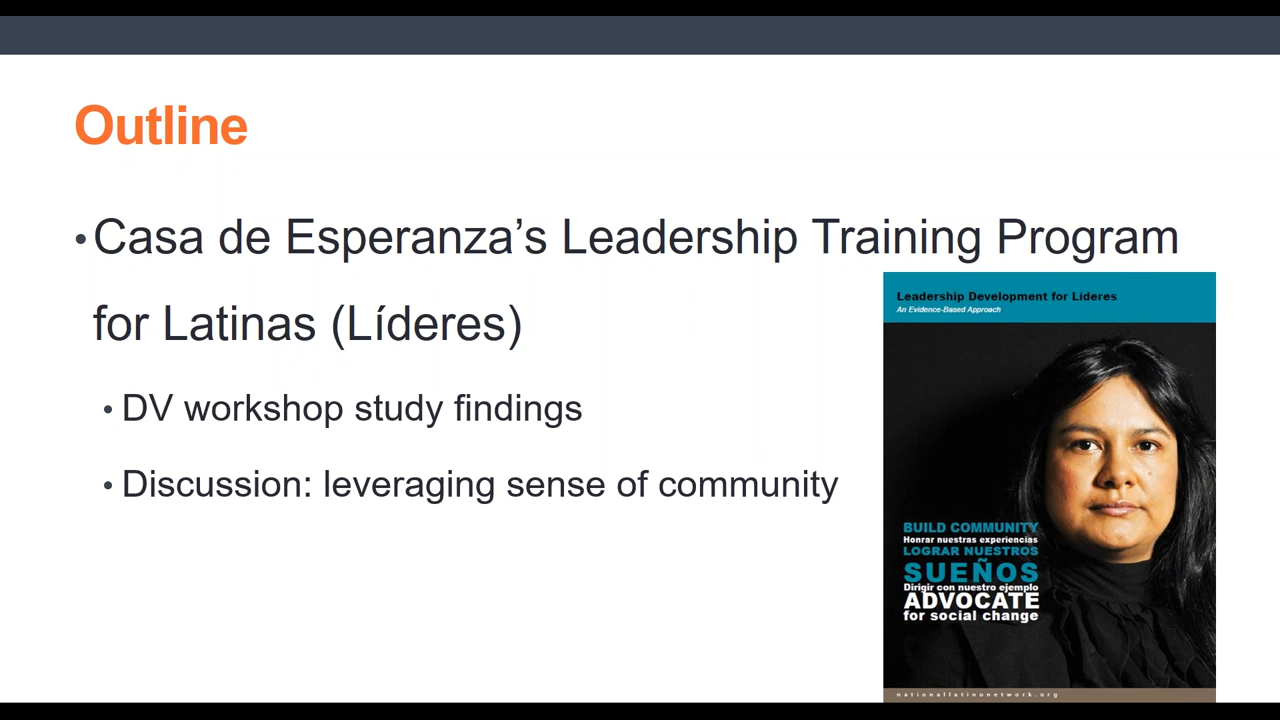 Outline
• Casa de Esperanza’s Leadership Training Program
for Latinas (Líderes)
• DV workshop study findings
• Discussion: leveraging sense of community
Leadership Development for Líderes
An Evidence-Based Approach
BUILD COMMUNITY
Honrar nuestras experiencias
LOGRAR NUESTROS
SUEÑOS
Dirigir con nuestro ejemplo
ADVOCATE
for social change
nationallatinonetwork.org